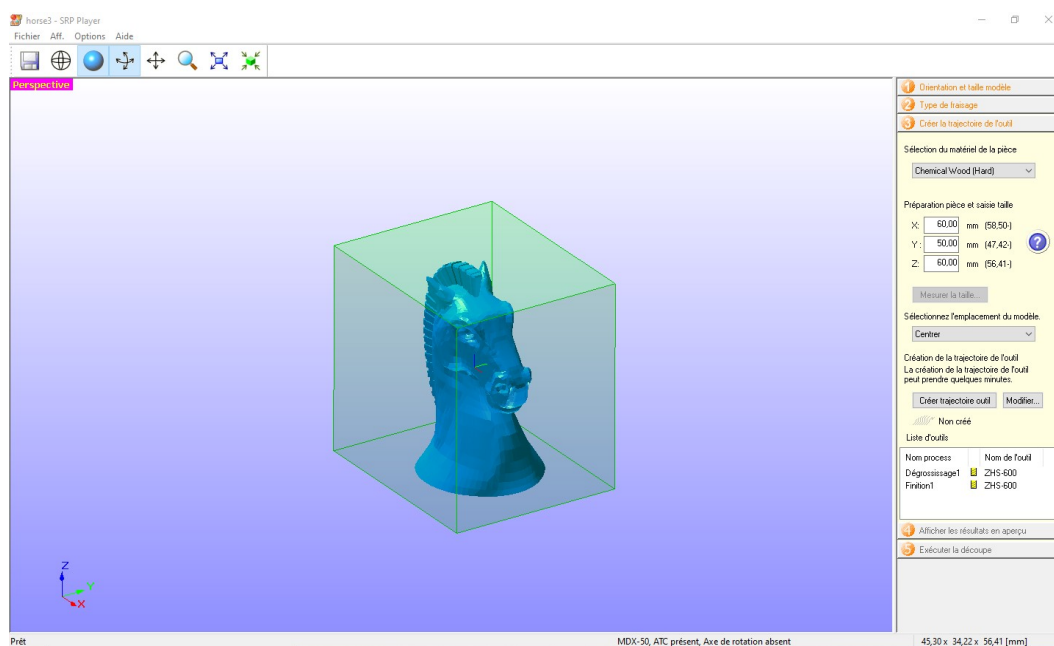 horse3 - SRP Player
Fichier Aff. Options Aide
Perspective
1 Orientation et taille modèle
2 Type de fraisage
3 Créer la trajectoire de l'outil
Sélection du matériel de la pièce
Chemical Wood (Hard)
Préparation pièce et saisie taille
X: 60,00 mm (58,50-)
Y: 50,00 mm (47,42-)
?
Z: 60,00 mm (56,41-)
Mesurer la taille...
Sélectionnez l'emplacement du modèle.
Centrer
Création de la trajectoire de l'outil
La création de la trajectoire de l'outil
peut prendre quelques minutes.
Créer trajectoire outil Modifier...
Non créé
Liste d'outils
Nom process Nom de l'outil
Dégrossissage1 ZHS-600
Finition1 ZHS-600
4 Afficher les résultats en aperçu
5 Exécuter la découpe
Z
Y
X
Prêt MDX-50, ATC présent, Axe de rotation absent 45,30 x 34,22 x 56,41 [mm]